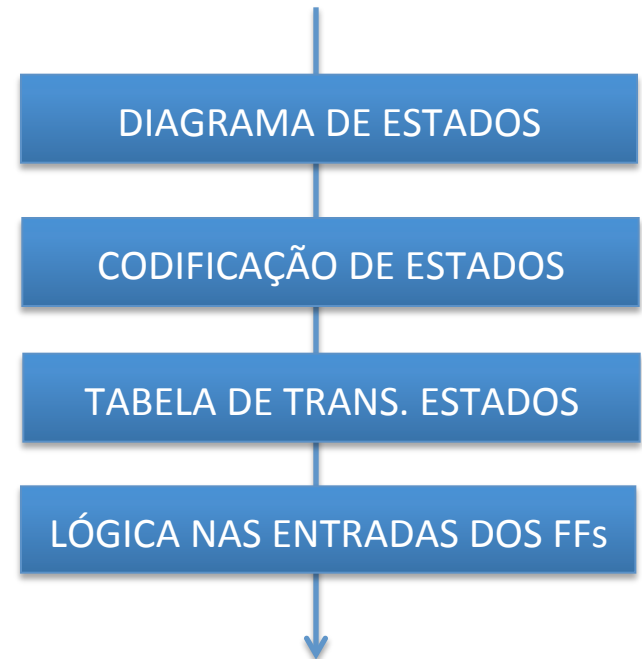 DIAGRAMA DE ESTADOS
CODIFICAÇÃO DE ESTADOS
TABELA DE TRANS. ESTADOS
LÓGICA NAS ENTRADAS DOS FFs